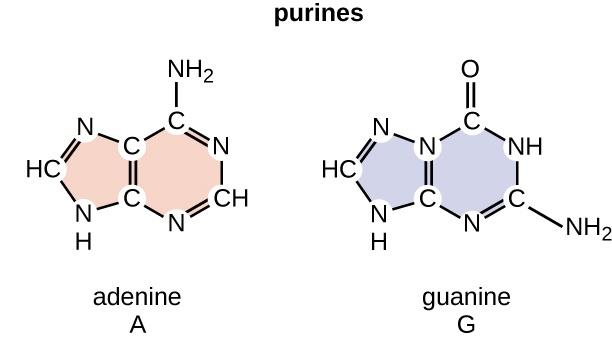 purines
NH2
O
N C N N N C NH
HC C HC
C CH C C
N N N N NH2
H H
adenine guanine
A G